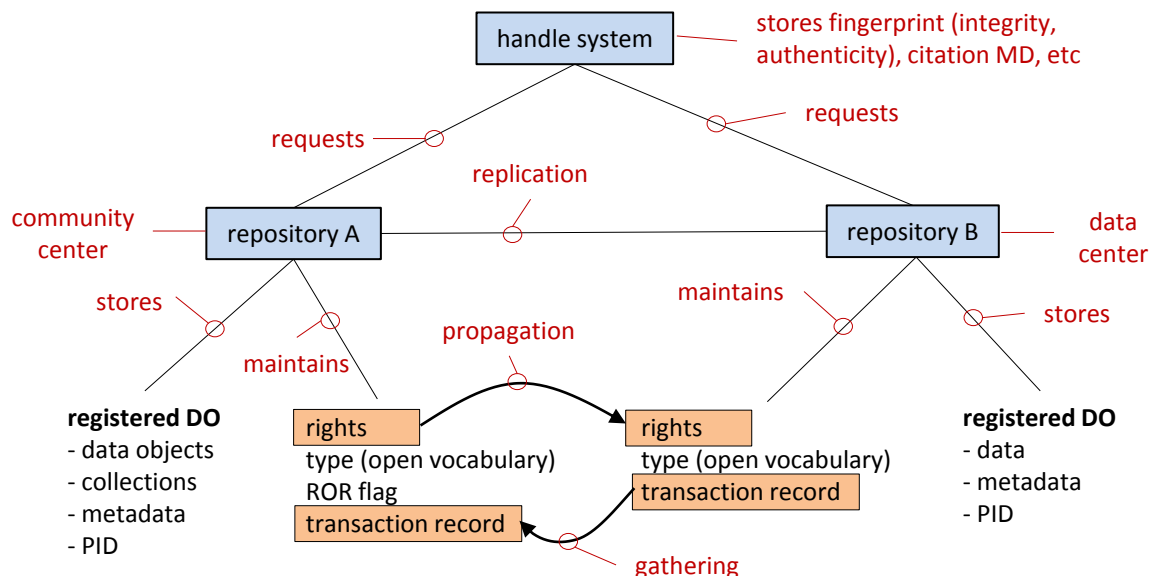 handle system
stores fingerprint (integrity,
authenticity), citation MD, etc
requests
requests
replication
community
center
repository A
repository B
data
center
stores
maintains
propagation
maintains
stores
registered DO
- data objects
- collections
- metadata
- PID
rights
type (open vocabulary)
ROR flag
transaction record
rights
type (open vocabulary)
transaction record
registered DO
- data
- metadata
- PID
gathering